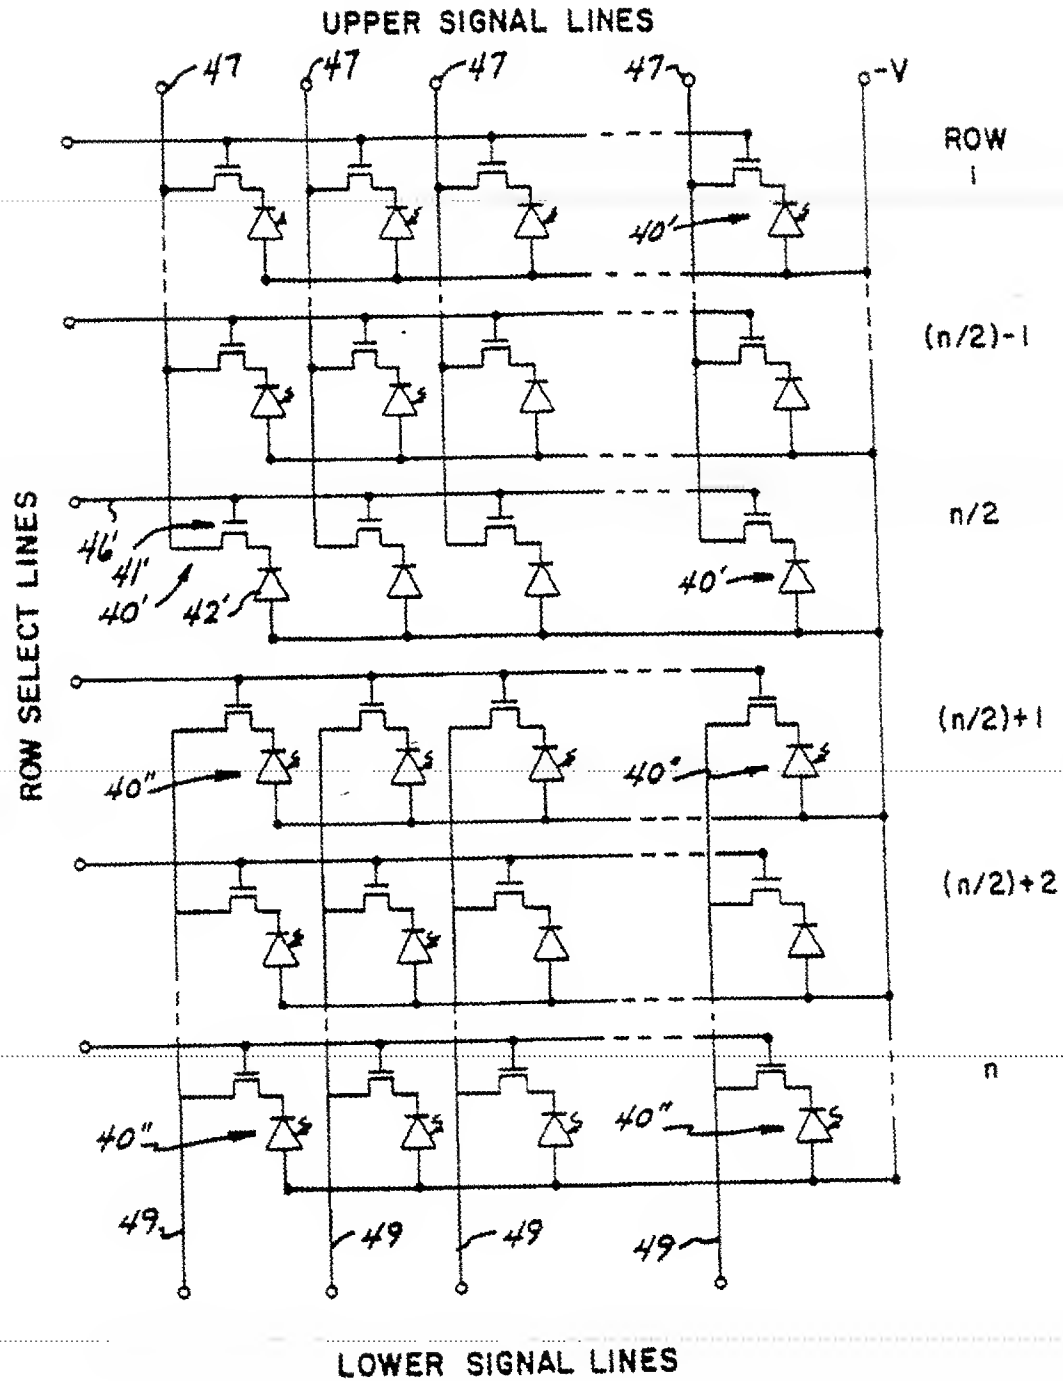 UPPER SIGNAL LINES
47 47 47 47 -V
ROW
1
40'
(n/2)-1
ROW SELECT LINES
n/2
46'
41'
40'
42'
40'
(n/2)+1
40"
40"
(n/2)+2
n
40"
40"
49 49 49 49
LOWER SIGNAL LINES